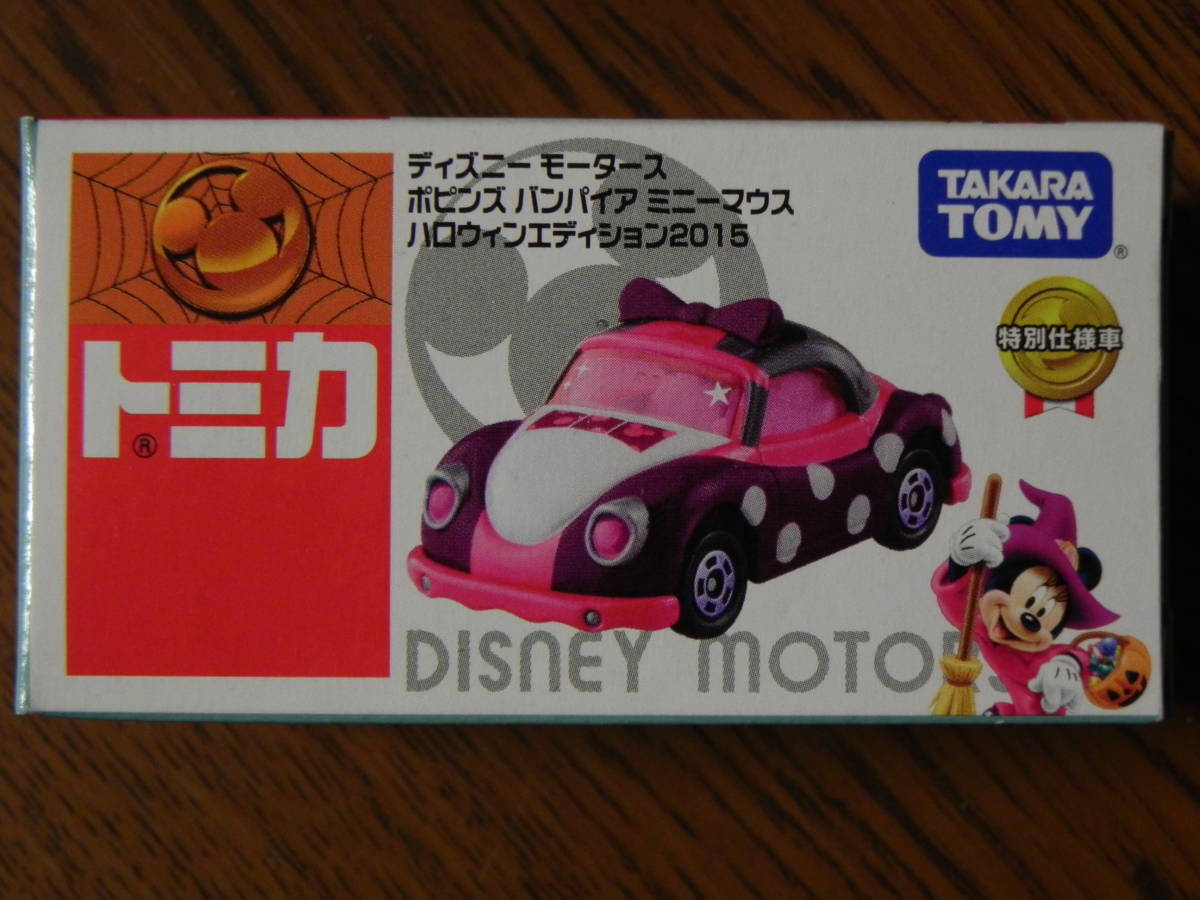 ディズニー モータース
ポピンズ バンパイア ミニーマウス
ハロウィンエディション2015
TAKARA
TOMY
®
特別仕様車
トミカ
®
DISNEY MOTORS